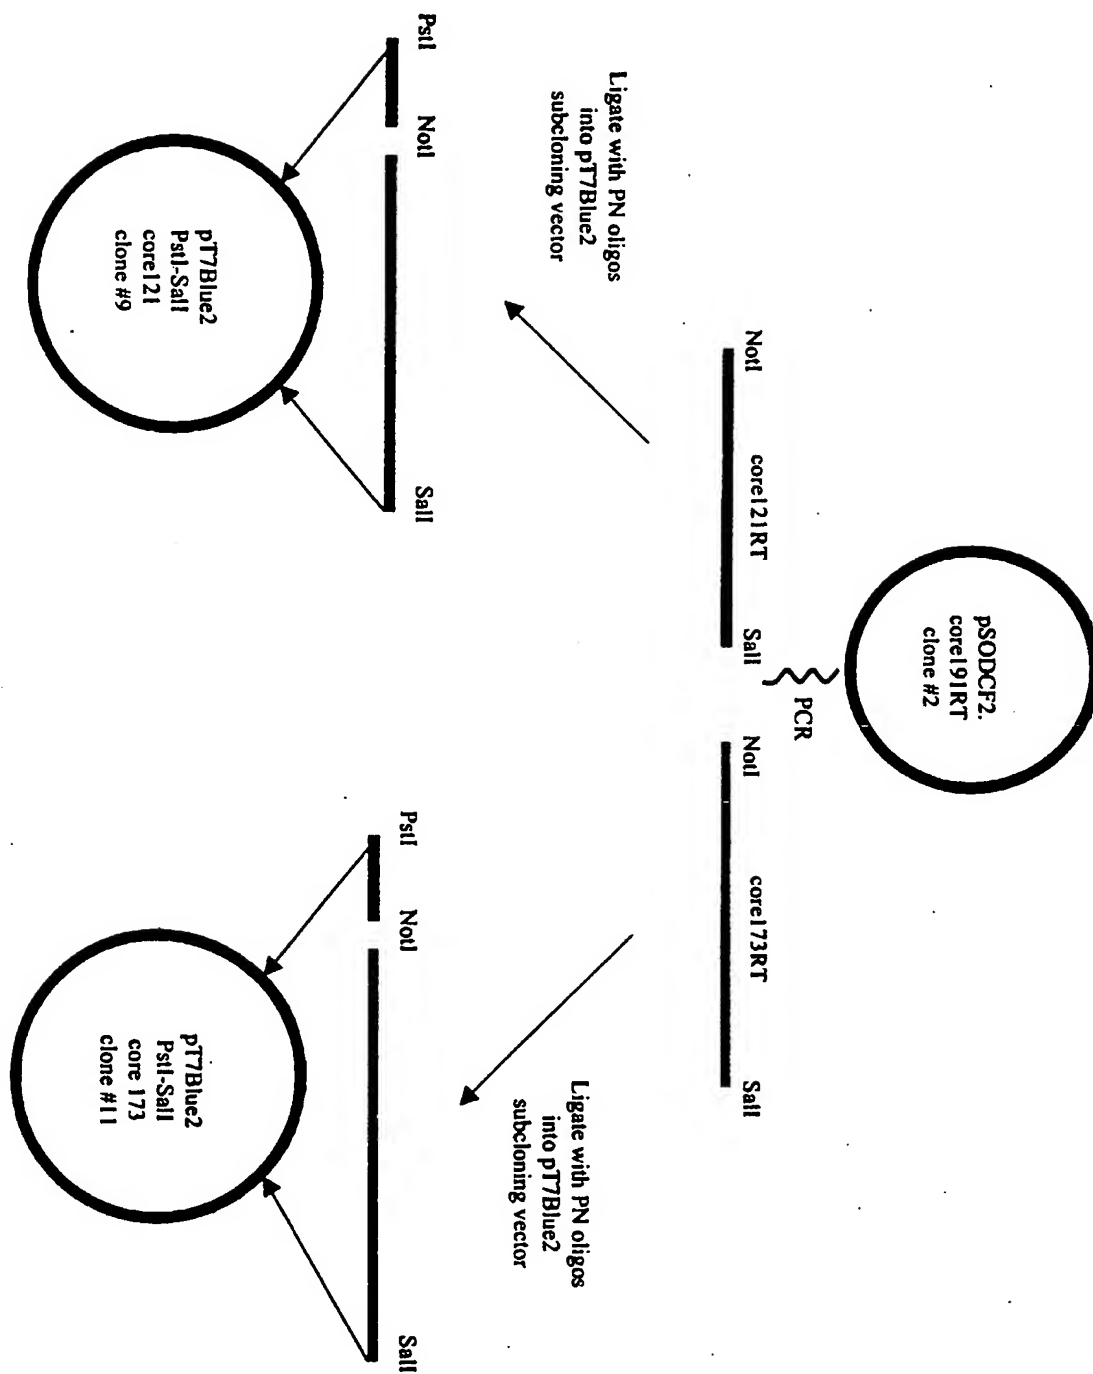 pSODCF2.
core191RT
clone #2
PCR
NotI
core121RT
SalI
NotI
core173RT
SalI
Ligate with PN oligos
into pT7Blue2
subcloning vector
Ligate with PN oligos
into pT7Blue2
subcloning vector
PstI
NotI
SalI
PstI
NotI
SalI
pT7Blue2
PstI-SalI
core121
clone #9
pT7Blue2
PstI-SalI
core 173
clone #11